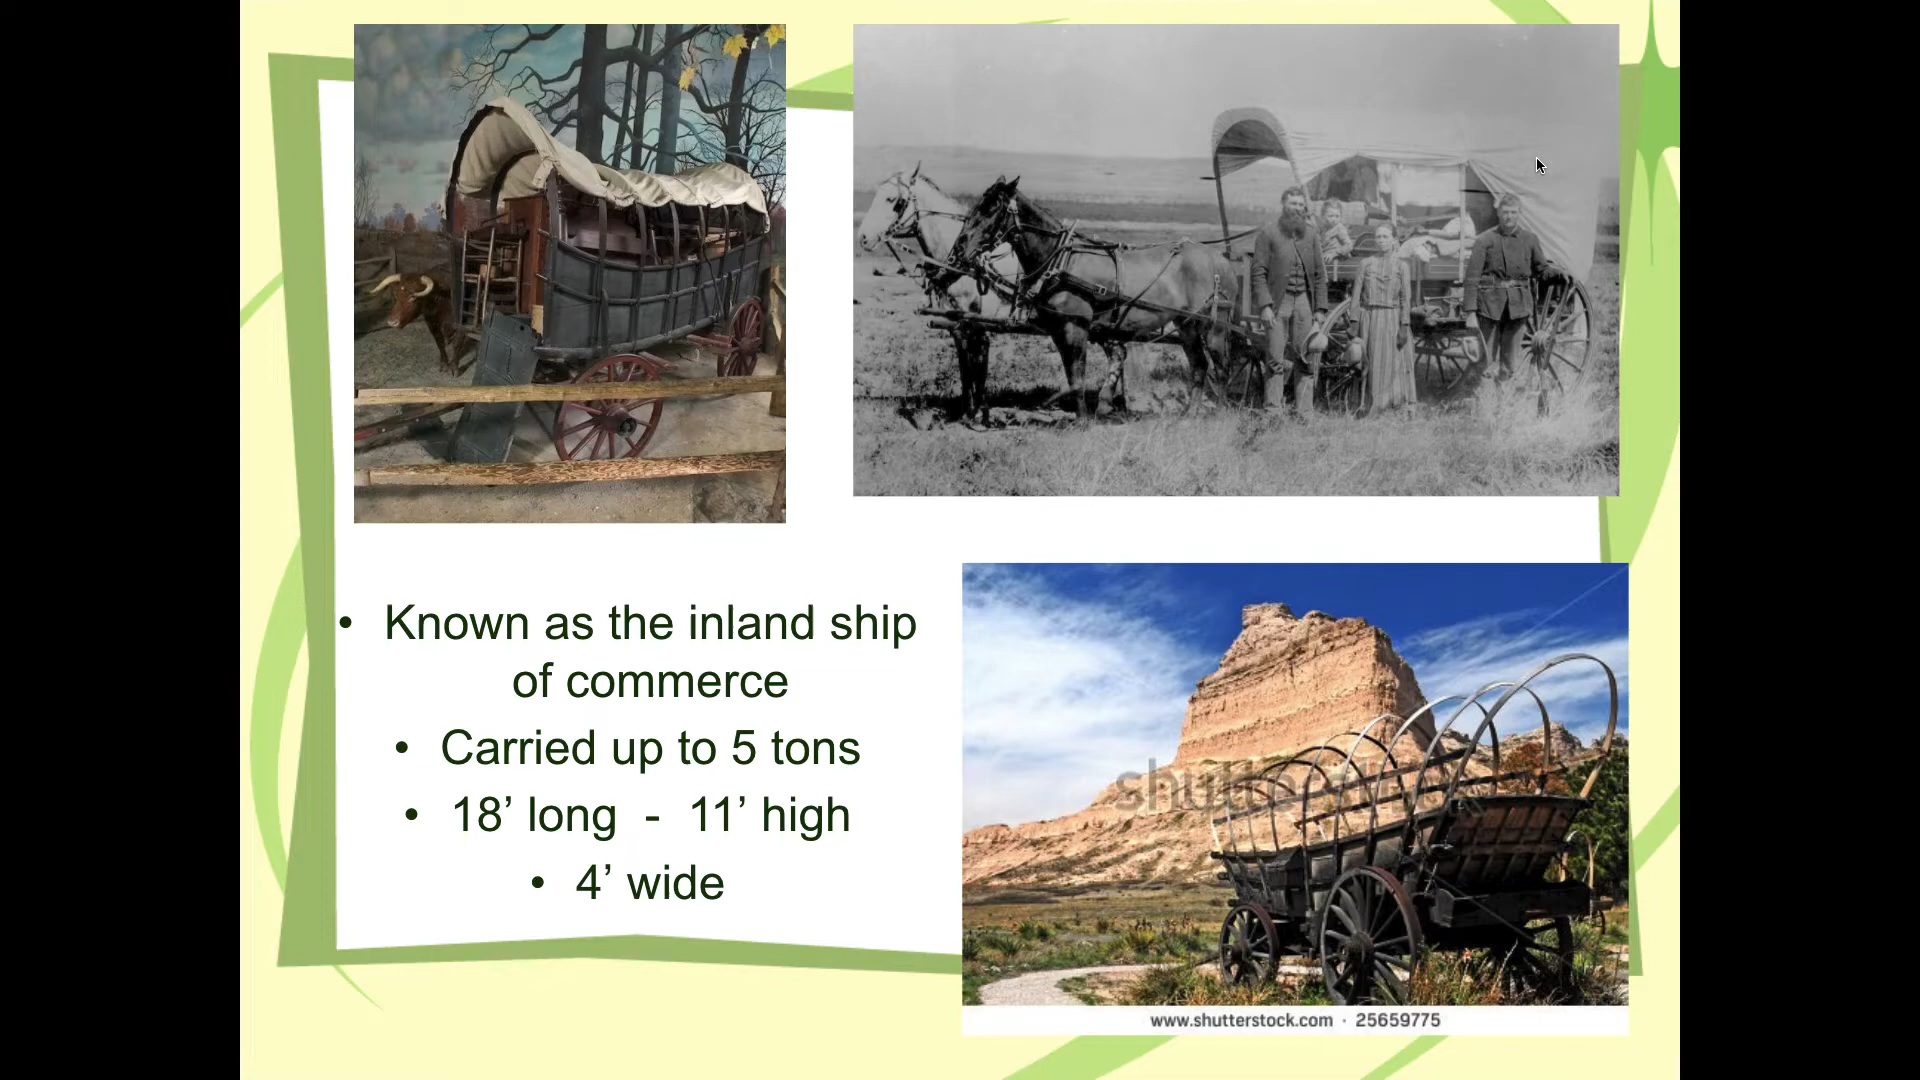 • Known as the inland ship
of commerce
• Carried up to 5 tons
• 18’ long - 11’ high
• 4’ wide
shutterstock
www.shutterstock.com · 25659775